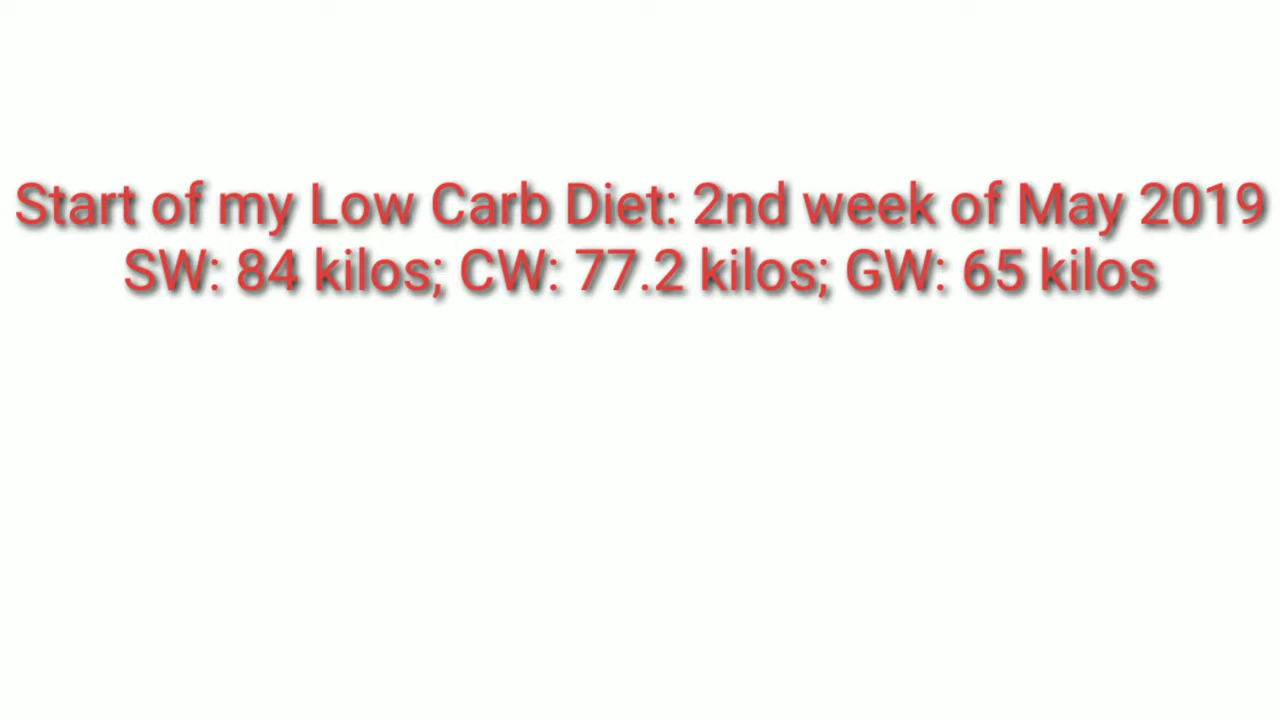 Start of my Low Carb Diet: 2nd week of May 2019
SW: 84 kilos; CW: 77.2 kilos; GW: 65 kilos